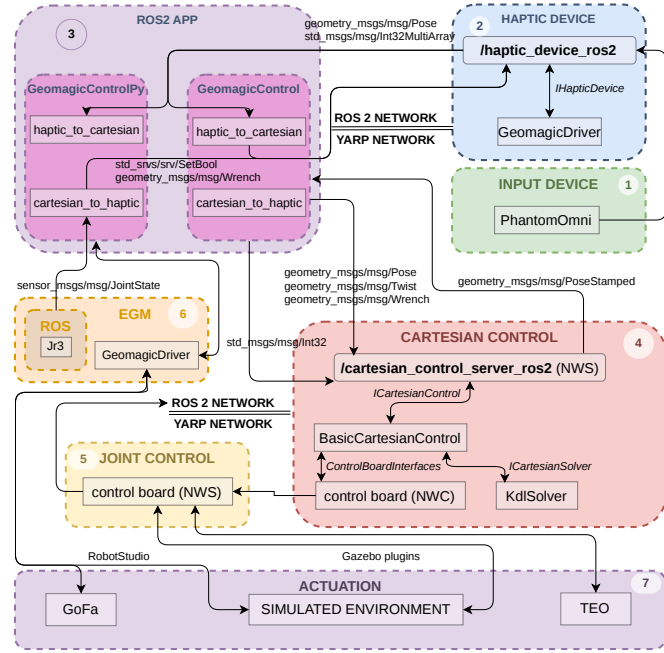 ROS2 APP
3
geometry_msgs/msg/Pose
std_msgs/msg/Int32MultiArray
HAPTIC DEVICE
2
/haptic_device_ros2
IHapticDevice
GeomagicDriver
GeomagicControlPy
GeomagicControl
haptic_to_cartesian
haptic_to_cartesian
ROS 2 NETWORK
YARP NETWORK
std_srvs/srv/SetBool
geometry_msgs/msg/Wrench
cartesian_to_haptic
cartesian_to_haptic
INPUT DEVICE
1
PhantomOmni
geometry_msgs/msg/Pose
geometry_msgs/msg/Twist
geometry_msgs/msg/Wrench
geometry_msgs/msg/PoseStamped
sensor_msgs/msg/JointState
EGM
6
ROS
Jr3
GeomagicDriver
std_msgs/msg/Int32
CARTESIAN CONTROL
4
/cartesian_control_server_ros2 (NWS)
ICartesianControl
ROS 2 NETWORK
YARP NETWORK
BasicCartesianControl
5
JOINT CONTROL
ControlBoardInterfaces
ICartesianSolver
control board (NWS)
control board (NWC)
KdlSolver
RobotStudio
Gazebo plugins
ACTUATION
7
GoFa
SIMULATED ENVIRONMENT
TEO